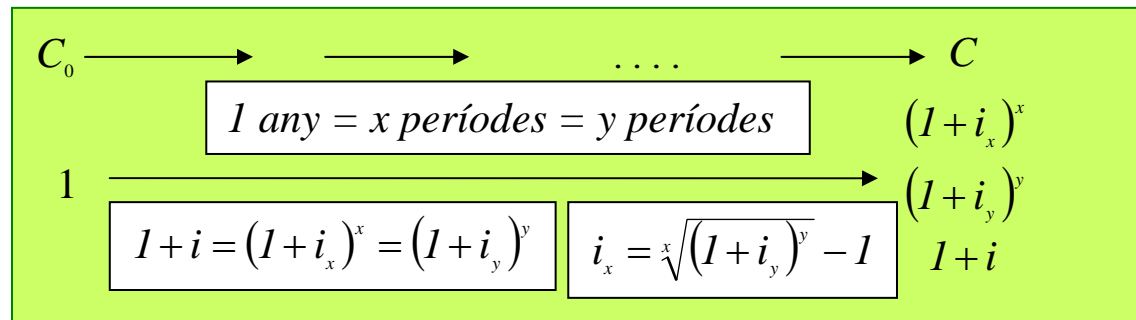 C₀ → → . . . . → C
1 any = x períodes = y períodes
(1 + iₓ)ˣ
1 → (1 + i_y)^y
1 + i = (1 + iₓ)ˣ = (1 + i_y)^y
iₓ = ˣ√((1 + i_y)^y) − 1
1 + i